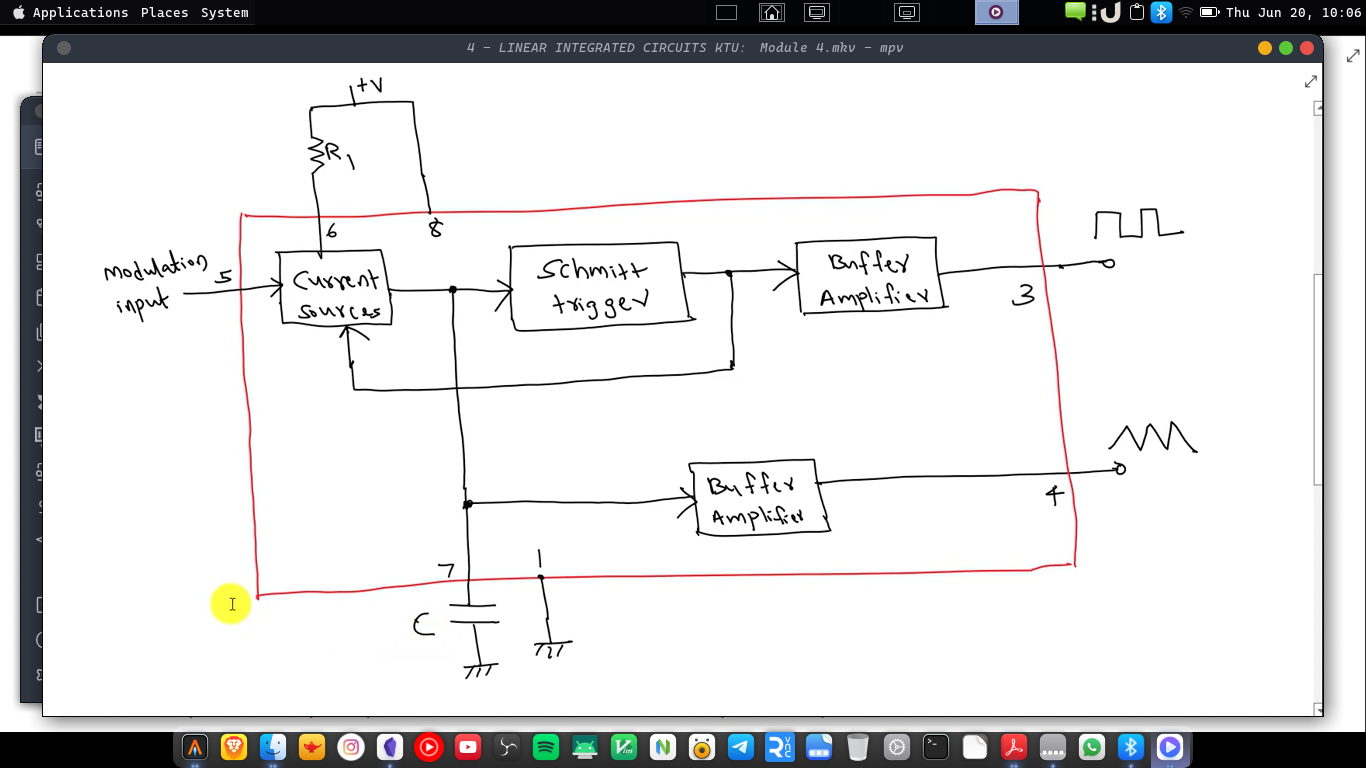 Applications Places System
Thu Jun 20, 10:06
4 – LINEAR INTEGRATED CIRCUITS KTU: Module 4.mkv – mpv
+V
R1
6
8
Modulation
input
5
Current
sources
Schmitt
trigger
Buffer
Amplifier
3
Buffer
Amplifier
4
7
1
C